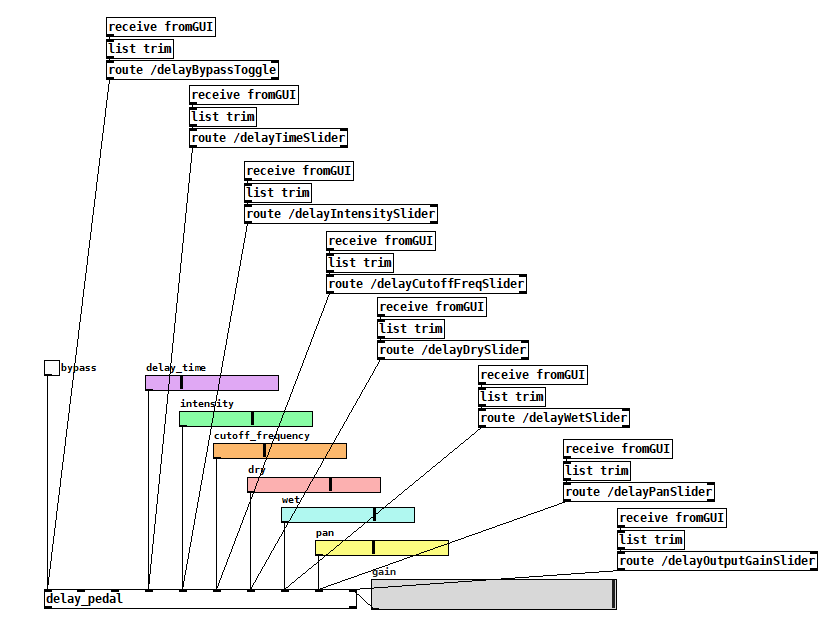 receive fromGUI
list trim
route /delayBypassToggle
receive fromGUI
list trim
route /delayTimeSlider
receive fromGUI
list trim
route /delayIntensitySlider
receive fromGUI
list trim
route /delayCutoffFreqSlider
receive fromGUI
list trim
route /delayDrySlider
bypass
delay_time
receive fromGUI
list trim
route /delayWetSlider
intensity
cutoff_frequency
receive fromGUI
list trim
route /delayPanSlider
dry
wet
pan
receive fromGUI
list trim
route /delayOutputGainSlider
gain
delay_pedal